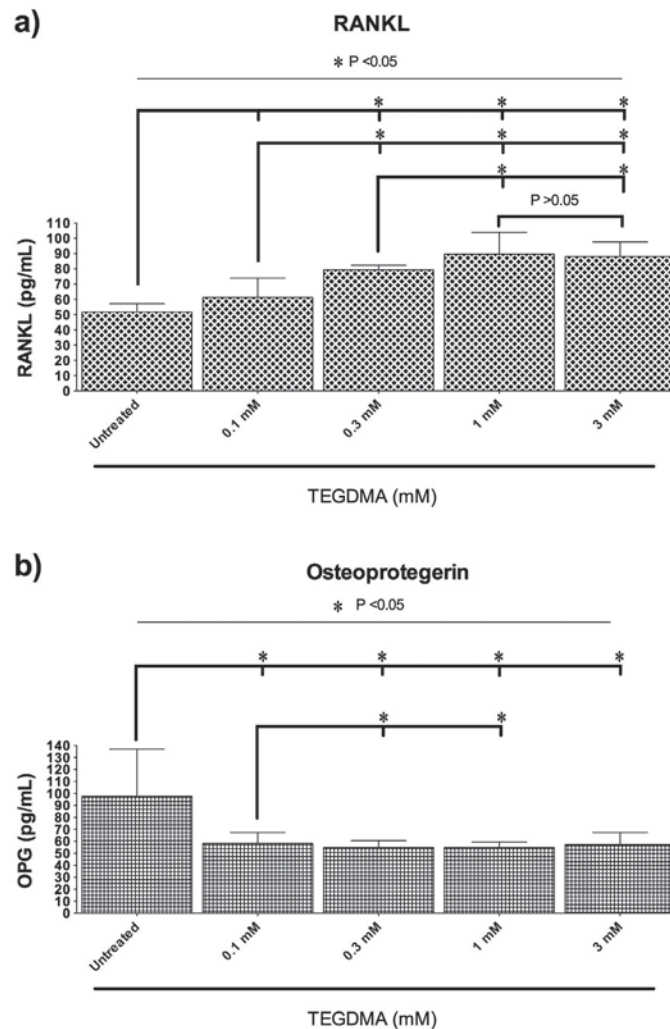 a)
RANKL
* P <0.05
* * *
* * *
* *
P >0.05
RANKL (pg/mL)
110
100
90
80
70
60
50
40
30
20
10
0
Untreated
0.1 mM
0.3 mM
1 mM
3 mM
TEGDMA (mM)
b)
Osteoprotegerin
* P <0.05
* * * *
* *
OPG (pg/mL)
140
130
120
110
100
90
80
70
60
50
40
30
20
10
0
Untreated
0.1 mM
0.3 mM
1 mM
3 mM
TEGDMA (mM)